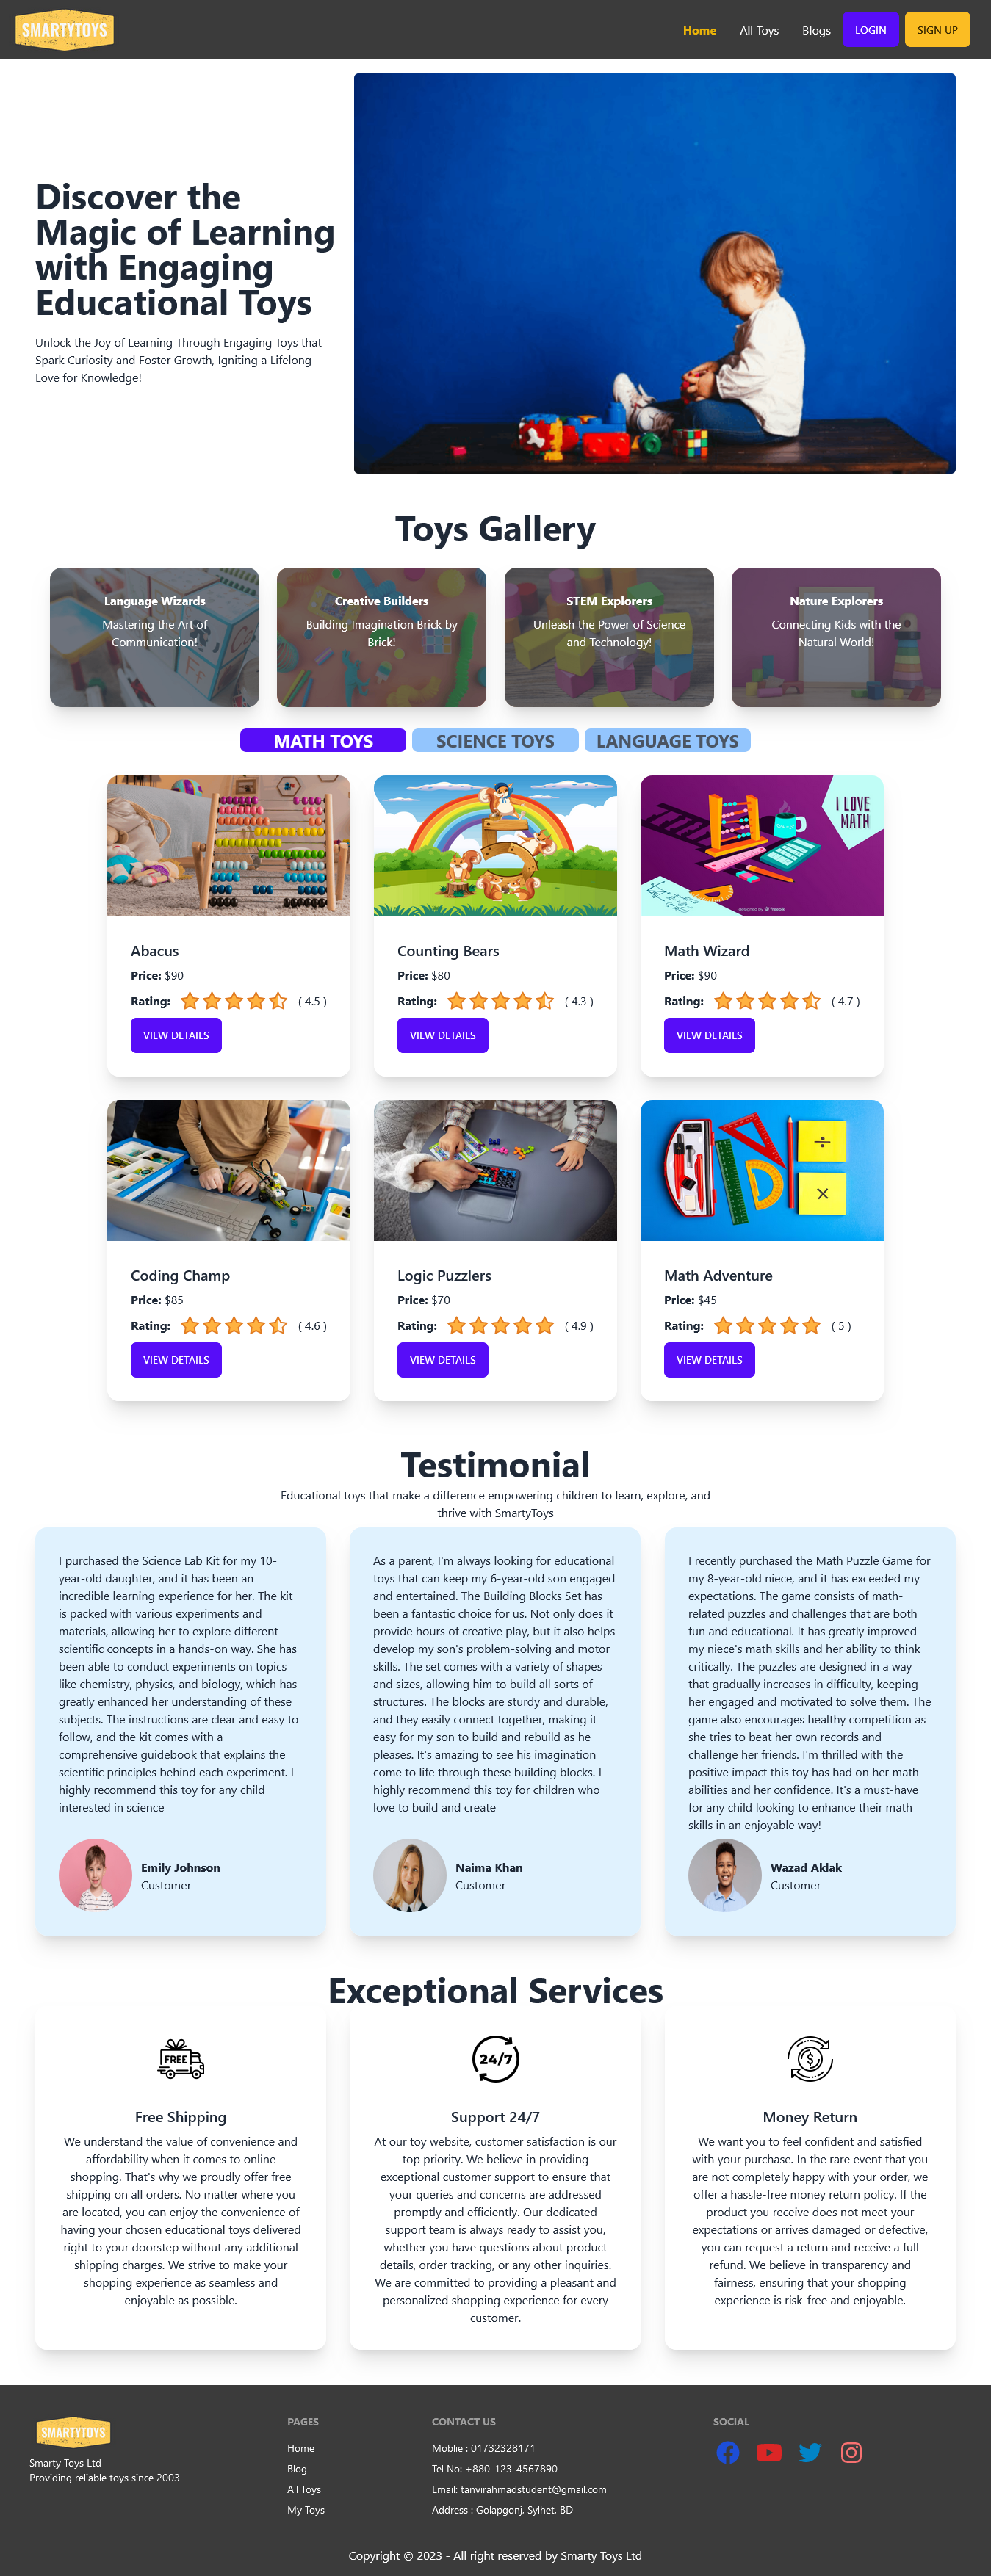 SMARTYTOYS
Home
All Toys
Blogs
LOGIN
SIGN UP
Discover the
Magic of Learning
with Engaging
Educational Toys
Unlock the Joy of Learning Through Engaging Toys that
Spark Curiosity and Foster Growth, Igniting a Lifelong
Love for Knowledge!
Toys Gallery
Language Wizards
Mastering the Art of
Communication!
Creative Builders
Building Imagination Brick by
Brick!
STEM Explorers
Unleash the Power of Science
and Technology!
Nature Explorers
Connecting Kids with the
Natural World!
MATH TOYS
SCIENCE TOYS
LANGUAGE TOYS
I LOVE
MATH
designed by freepik
Abacus
Price: $90
Rating: ( 4.5 )
VIEW DETAILS
Counting Bears
Price: $80
Rating: ( 4.3 )
VIEW DETAILS
Math Wizard
Price: $90
Rating: ( 4.7 )
VIEW DETAILS
Coding Champ
Price: $85
Rating: ( 4.6 )
VIEW DETAILS
Logic Puzzlers
Price: $70
Rating: ( 4.9 )
VIEW DETAILS
Math Adventure
Price: $45
Rating: ( 5 )
VIEW DETAILS
Testimonial
Educational toys that make a difference empowering children to learn, explore, and
thrive with SmartyToys
I purchased the Science Lab Kit for my 10-
year-old daughter, and it has been an
incredible learning experience for her. The kit
is packed with various experiments and
materials, allowing her to explore different
scientific concepts in a hands-on way. She has
been able to conduct experiments on topics
like chemistry, physics, and biology, which has
greatly enhanced her understanding of these
subjects. The instructions are clear and easy to
follow, and the kit comes with a
comprehensive guidebook that explains the
scientific principles behind each experiment. I
highly recommend this toy for any child
interested in science
Emily Johnson
Customer
As a parent, I'm always looking for educational
toys that can keep my 6-year-old son engaged
and entertained. The Building Blocks Set has
been a fantastic choice for us. Not only does it
provide hours of creative play, but it also helps
develop my son's problem-solving and motor
skills. The set comes with a variety of shapes
and sizes, allowing him to build all sorts of
structures. The blocks are sturdy and durable,
and they easily connect together, making it
easy for my son to build and rebuild as he
pleases. It's amazing to see his imagination
come to life through these building blocks. I
highly recommend this toy for children who
love to build and create
Naima Khan
Customer
I recently purchased the Math Puzzle Game for
my 8-year-old niece, and it has exceeded my
expectations. The game consists of math-
related puzzles and challenges that are both
fun and educational. It has greatly improved
my niece's math skills and her ability to think
critically. The puzzles are designed in a way
that gradually increases in difficulty, keeping
her engaged and motivated to solve them. The
game also encourages healthy competition as
she tries to beat her own records and
challenge her friends. I'm thrilled with the
positive impact this toy has had on her math
abilities and her confidence. It's a must-have
for any child looking to enhance their math
skills in an enjoyable way!
Wazad Aklak
Customer
Exceptional Services
FREE
Free Shipping
We understand the value of convenience and
affordability when it comes to online
shopping. That's why we proudly offer free
shipping on all orders. No matter where you
are located, you can enjoy the convenience of
having your chosen educational toys delivered
right to your doorstep without any additional
shipping charges. We strive to make your
shopping experience as seamless and
enjoyable as possible.
24/7
Support 24/7
At our toy website, customer satisfaction is our
top priority. We believe in providing
exceptional customer support to ensure that
your queries and concerns are addressed
promptly and efficiently. Our dedicated
support team is always ready to assist you,
whether you have questions about product
details, order tracking, or any other inquiries.
We are committed to providing a pleasant and
personalized shopping experience for every
customer.
$
Money Return
We want you to feel confident and satisfied
with your purchase. In the rare event that you
are not completely happy with your order, we
offer a hassle-free money return policy. If the
product you receive does not meet your
expectations or arrives damaged or defective,
you can request a return and receive a full
refund. We believe in transparency and
fairness, ensuring that your shopping
experience is risk-free and enjoyable.
SMARTYTOYS
Smarty Toys Ltd
Providing reliable toys since 2003
PAGES
Home
Blog
All Toys
My Toys
CONTACT US
Moblie : 01732328171
Tel No: +880-123-4567890
Email: tanvirahmadstudent@gmail.com
Address : Golapgonj, Sylhet, BD
SOCIAL
Copyright © 2023 - All right reserved by Smarty Toys Ltd